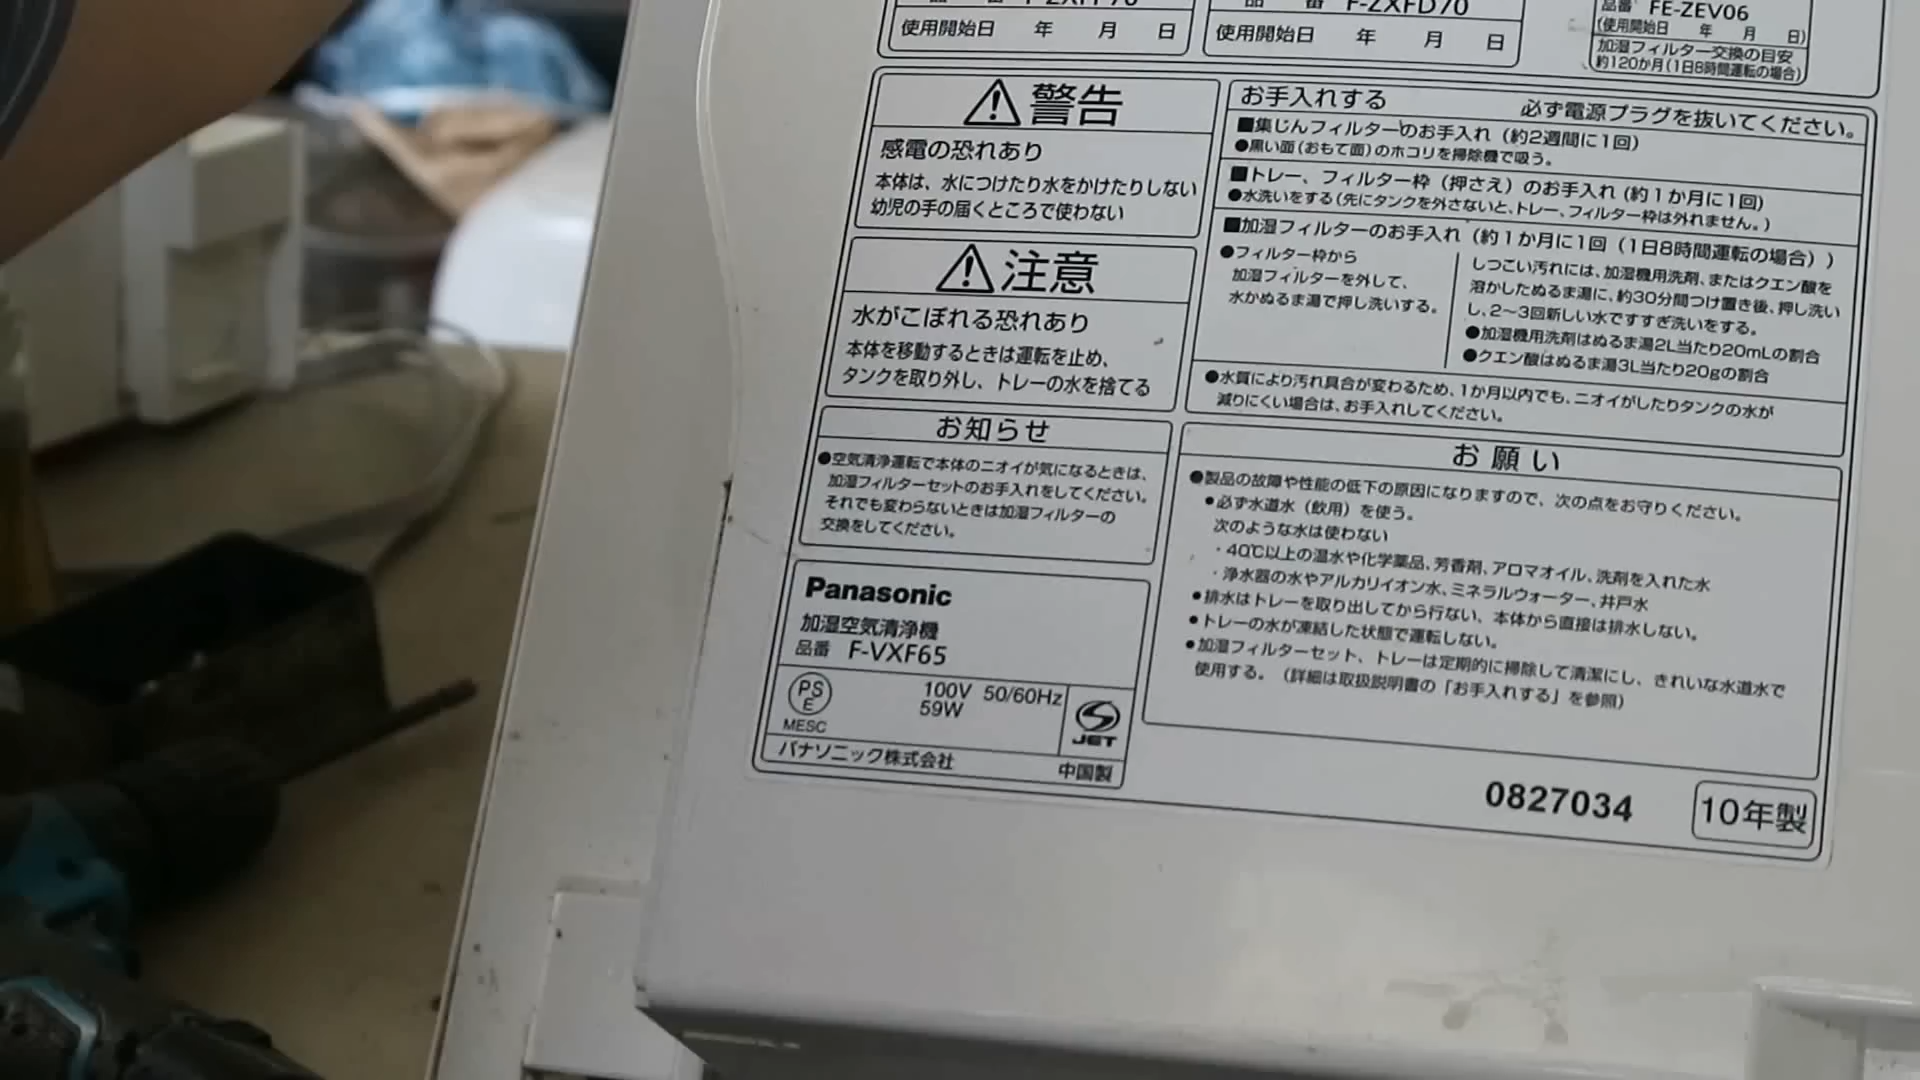 品番 F-ZXFD70
品番 FE-ZEV06
使用開始日 年 月 日
使用開始日 年 月 日
(使用開始日 年 月 日)
加湿フィルター交換の目安
約120か月(1日8時間運転の場合)
⚠警告
感電の恐れあり
本体は、水につけたり水をかけたりしない
幼児の手の届くところで使わない
⚠注意
水がこぼれる恐れあり
本体を移動するときは運転を止め、
タンクを取り外し、トレーの水を捨てる
お知らせ
●空気清浄運転で本体のニオイが気になるときは、
加湿フィルターセットのお手入れをしてください。
それでも変わらないときは加湿フィルターの
交換をしてください。
Panasonic
加湿空気清浄機
品番 F-VXF65
PS
E
MESC
100V 50/60Hz
59W
JET
パナソニック株式会社
中国製
お手入れする 必ず電源プラグを抜いてください。
■集じんフィルターのお手入れ(約2週間に1回)
●黒い面(おもて面)のホコリを掃除機で吸う。
■トレー、フィルター枠(押さえ)のお手入れ(約1か月に1回)
●水洗いをする(先にタンクを外さないと、トレー、フィルター枠は外れません。)
■加湿フィルターのお手入れ(約1か月に1回(1日8時間運転の場合))
●フィルター枠から
加湿フィルターを外して、
水かぬるま湯で押し洗いする。
しつこい汚れには、加湿機用洗剤、またはクエン酸を
溶かしたぬるま湯に、約30分間つけ置き後、押し洗い
し、2〜3回新しい水ですすぎ洗いをする。
●加湿機用洗剤はぬるま湯2L当たり20mLの割合
●クエン酸はぬるま湯3L当たり20gの割合
●水質により汚れ具合が変わるため、1か月以内でも、ニオイがしたりタンクの水が
減りにくい場合は、お手入れしてください。
お願い
●製品の故障や性能の低下の原因になりますので、次の点をお守りください。
•必ず水道水(飲用)を使う。
次のような水は使わない
・40℃以上の温水や化学薬品、芳香剤、アロマオイル、洗剤を入れた水
・浄水器の水やアルカリイオン水、ミネラルウォーター、井戸水
•排水はトレーを取り出してから行ない、本体から直接は排水しない。
•トレーの水が凍結した状態で運転しない。
•加湿フィルターセット、トレーは定期的に掃除して清潔にし、きれいな水道水で
使用する。(詳細は取扱説明書の「お手入れする」を参照)
0827034
10年製